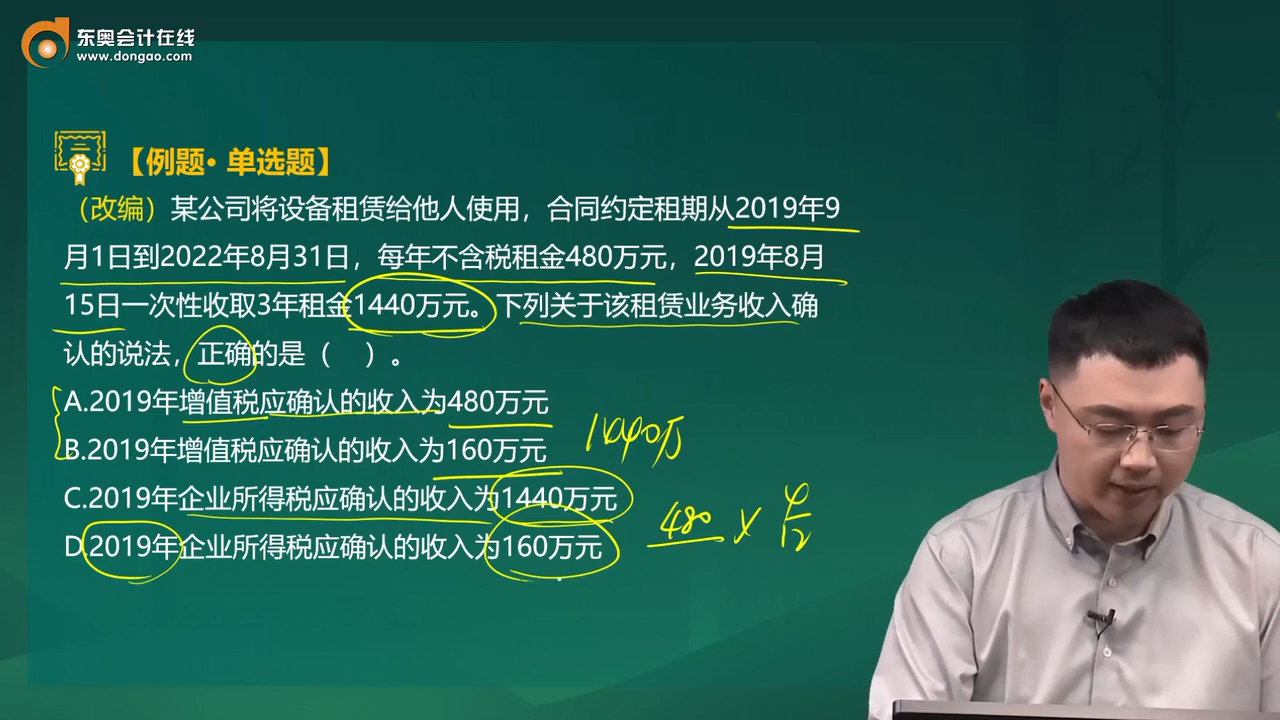 东奥会计在线
www.dongao.com
【例题• 单选题】
（改编）某公司将设备租赁给他人使用，合同约定租期从2019年9
月1日到2022年8月31日，每年不含税租金480万元，2019年8月
15日一次性收取3年租金1440万元。下列关于该租赁业务收入确
认的说法，正确的是（　）。
A.2019年增值税应确认的收入为480万元
B.2019年增值税应确认的收入为160万元
1440万
C.2019年企业所得税应确认的收入为1440万元
D.2019年企业所得税应确认的收入为160万元
480 × 4/12